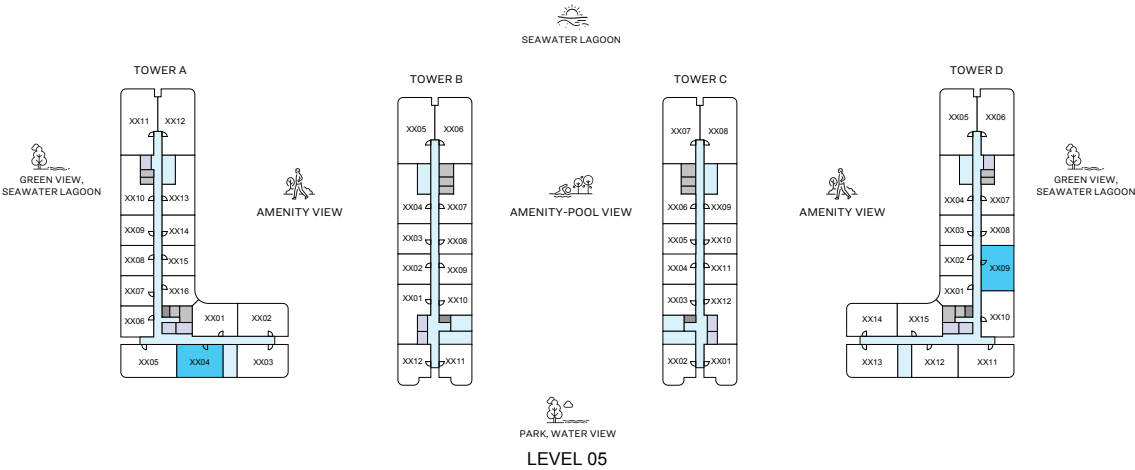 SEAWATER LAGOON
TOWER A
TOWER B
TOWER C
TOWER D
XX11
XX12
XX05
XX06
XX07
XX08
XX05
XX06
GREEN VIEW,
SEAWATER LAGOON
AMENITY VIEW
AMENITY-POOL VIEW
AMENITY VIEW
GREEN VIEW,
SEAWATER LAGOON
XX10
XX13
XX04
XX07
XX06
XX09
XX04
XX07
XX09
XX14
XX03
XX08
XX05
XX10
XX03
XX08
XX08
XX15
XX02
XX09
XX04
XX11
XX02
XX09
XX07
XX16
XX01
XX10
XX03
XX12
XX01
XX06
XX01
XX02
XX14
XX15
XX10
XX05
XX04
XX03
XX12
XX11
XX02
XX01
XX13
XX12
XX11
PARK, WATER VIEW
LEVEL 05